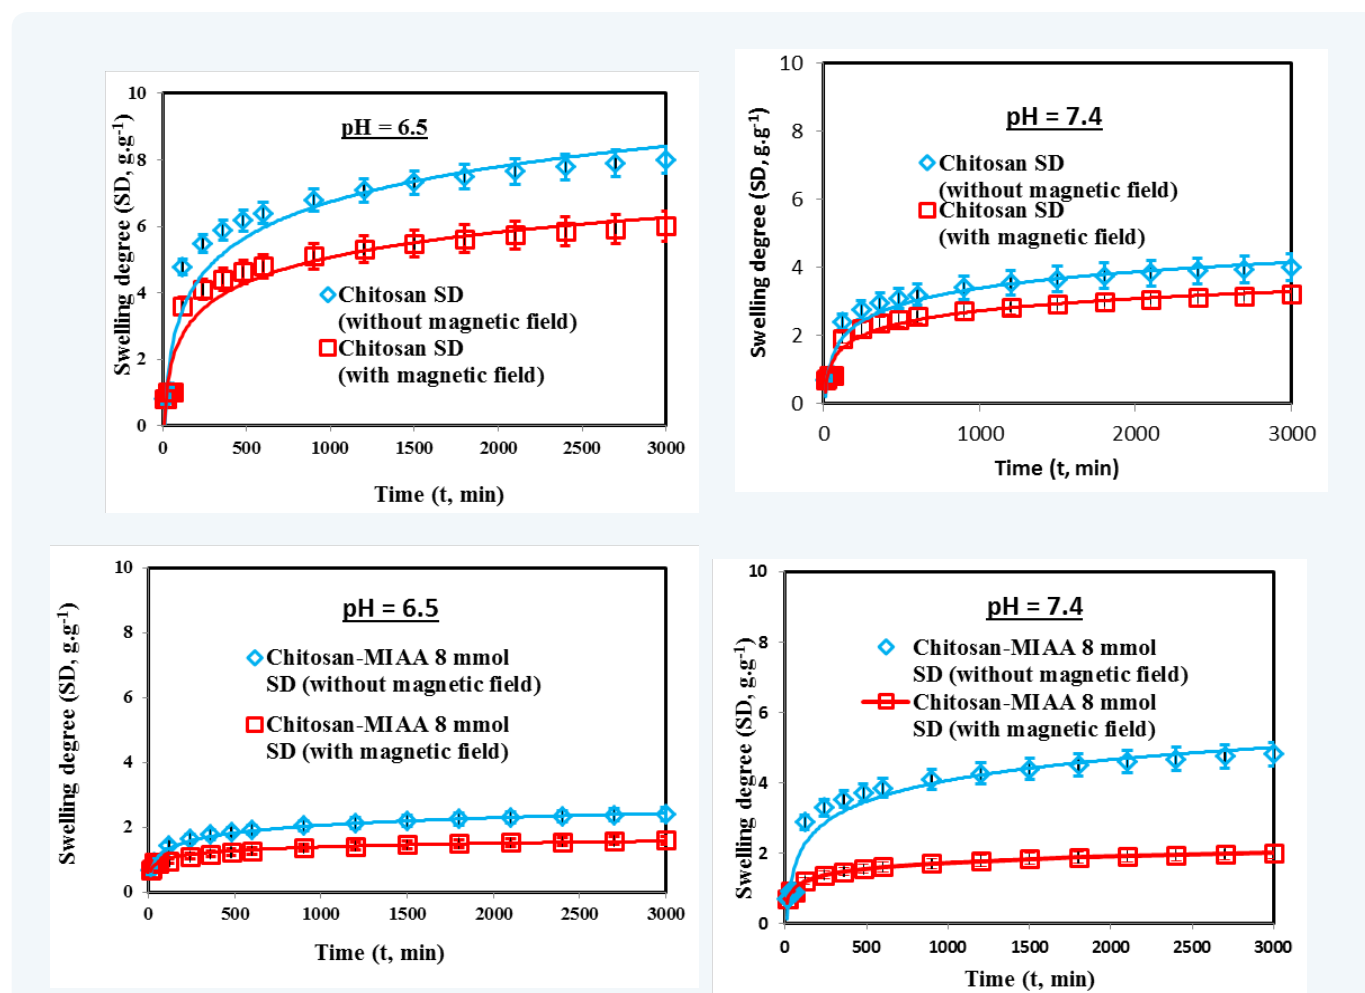 10
8
6
4
2
0
Swelling degree (SD, g.g-1)
pH = 6.5
Chitosan SD
(without magnetic field)
Chitosan SD
(with magnetic field)
0 500 1000 1500 2000 2500 3000
Time (t, min)
10
8
6
4
2
0
Swelling degree (SD, g.g-1)
pH = 7.4
Chitosan SD
(without magnetic field)
Chitosan SD
(with magnetic field)
0 1000 2000 3000
Time (t, min)
10
8
6
4
2
0
Swelling degree (SD, g.g-1)
pH = 6.5
Chitosan-MIAA 8 mmol
SD (without magnetic field)
Chitosan-MIAA 8 mmol
SD (with magnetic field)
0 500 1000 1500 2000 2500 3000
Time (t, min)
10
8
6
4
2
0
Swelling degree (SD, g.g-1)
pH = 7.4
Chitosan-MIAA 8 mmol
SD (without magnetic field)
Chitosan-MIAA 8 mmol
SD (with magnetic field)
0 500 1000 1500 2000 2500 3000
Time (t, min)